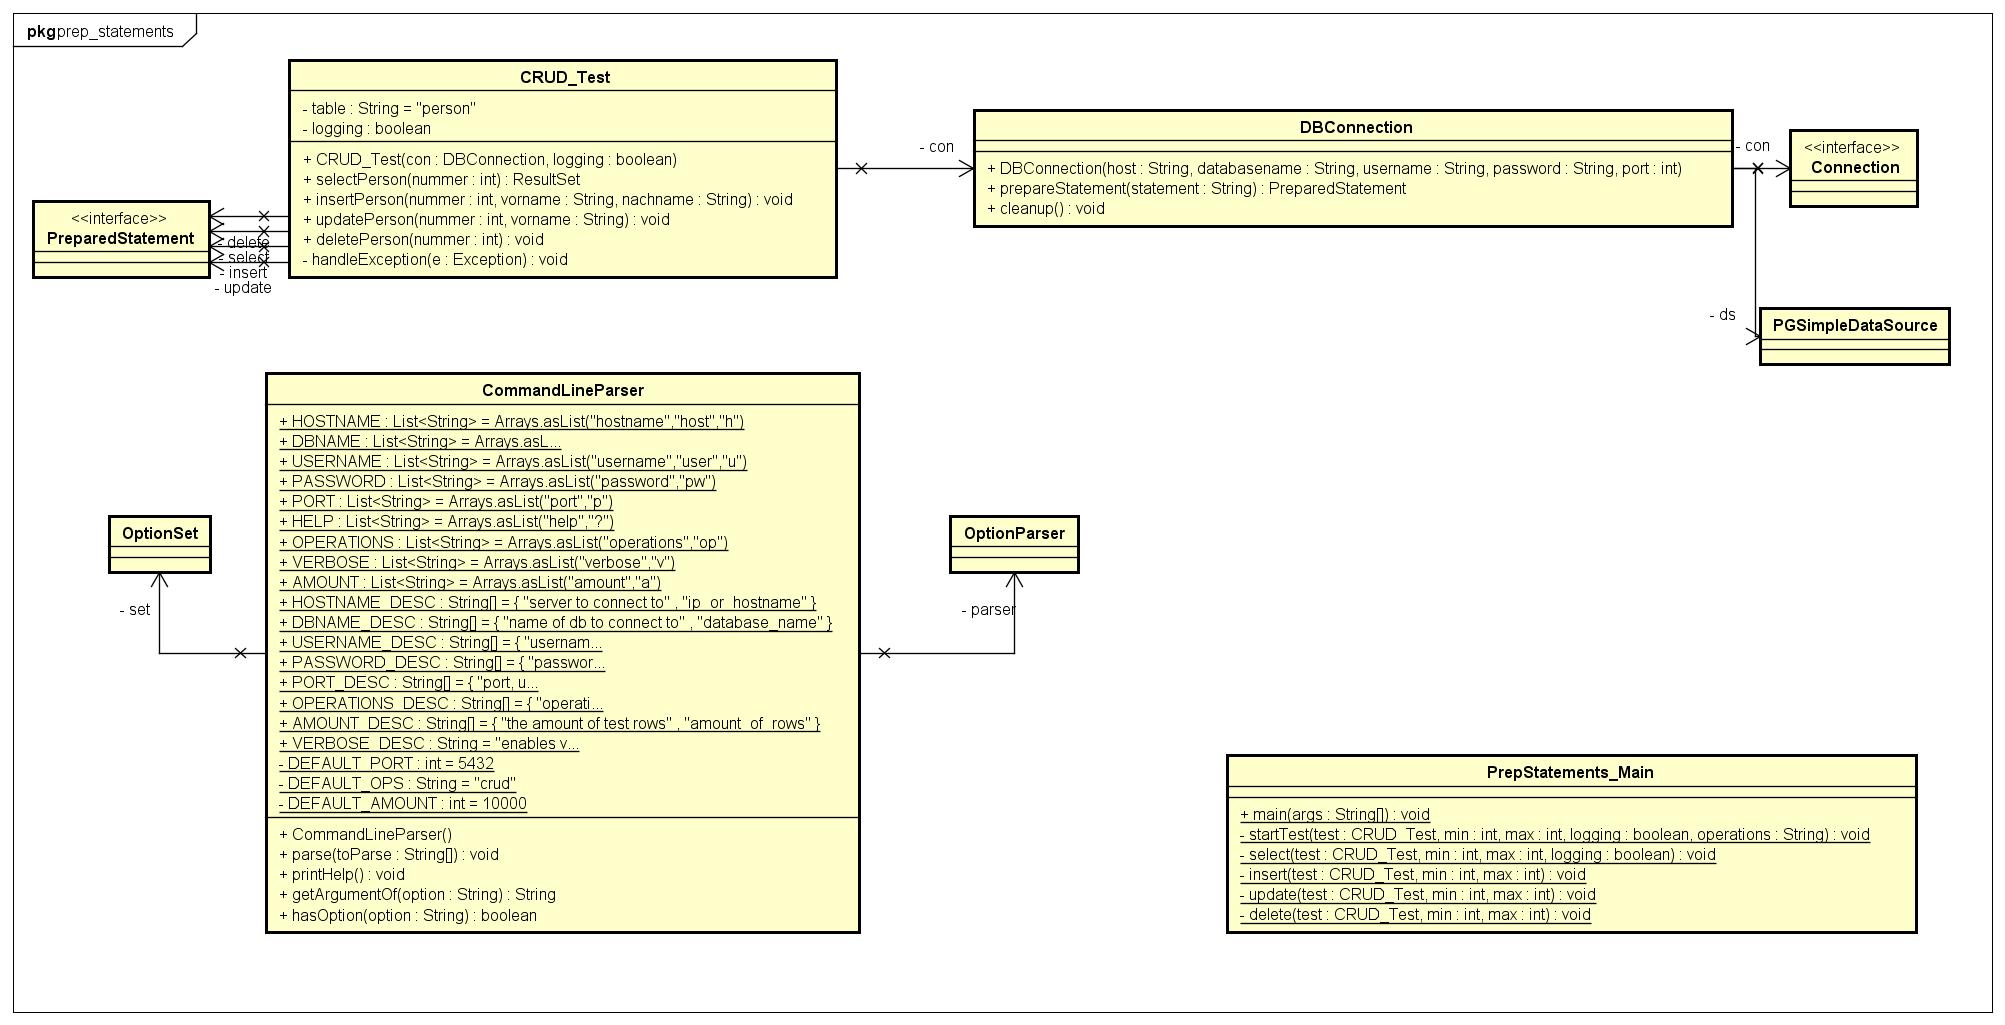 pkg prep_statements
CRUD_Test
- table : String = "person"
- logging : boolean
+ CRUD_Test(con : DBConnection, logging : boolean)
+ selectPerson(nummer : int) : ResultSet
+ insertPerson(nummer : int, vorname : String, nachname : String) : void
+ updatePerson(nummer : int, vorname : String) : void
+ deletePerson(nummer : int) : void
- handleException(e : Exception) : void
<<interface>>
PreparedStatement
- delete
- select
- insert
- update
- con
DBConnection
+ DBConnection(host : String, databasename : String, username : String, password : String, port : int)
+ prepareStatement(statement : String) : PreparedStatement
+ cleanup() : void
- con
<<interface>>
Connection
- ds
PGSimpleDataSource
CommandLineParser
+ HOSTNAME : List<String> = Arrays.asList("hostname","host","h")
+ DBNAME : List<String> = Arrays.asL...
+ USERNAME : List<String> = Arrays.asList("username","user","u")
+ PASSWORD : List<String> = Arrays.asList("password","pw")
+ PORT : List<String> = Arrays.asList("port","p")
+ HELP : List<String> = Arrays.asList("help","?")
+ OPERATIONS : List<String> = Arrays.asList("operations","op")
+ VERBOSE : List<String> = Arrays.asList("verbose","v")
+ AMOUNT : List<String> = Arrays.asList("amount","a")
+ HOSTNAME_DESC : String[] = { "server to connect to" , "ip_or_hostname" }
+ DBNAME_DESC : String[] = { "name of db to connect to" , "database_name" }
+ USERNAME_DESC : String[] = { "usernam...
+ PASSWORD_DESC : String[] = { "passwor...
+ PORT_DESC : String[] = { "port, u...
+ OPERATIONS_DESC : String[] = { "operati...
+ AMOUNT_DESC : String[] = { "the amount of test rows" , "amount_of_rows" }
+ VERBOSE_DESC : String = "enables v...
- DEFAULT_PORT : int = 5432
- DEFAULT_OPS : String = "crud"
- DEFAULT_AMOUNT : int = 10000
+ CommandLineParser()
+ parse(toParse : String[]) : void
+ printHelp() : void
+ getArgumentOf(option : String) : String
+ hasOption(option : String) : boolean
OptionSet
- set
OptionParser
- parser
PrepStatements_Main
+ main(args : String[]) : void
- startTest(test : CRUD_Test, min : int, max : int, logging : boolean, operations : String) : void
- select(test : CRUD_Test, min : int, max : int, logging : boolean) : void
- insert(test : CRUD_Test, min : int, max : int) : void
- update(test : CRUD_Test, min : int, max : int) : void
- delete(test : CRUD_Test, min : int, max : int) : void